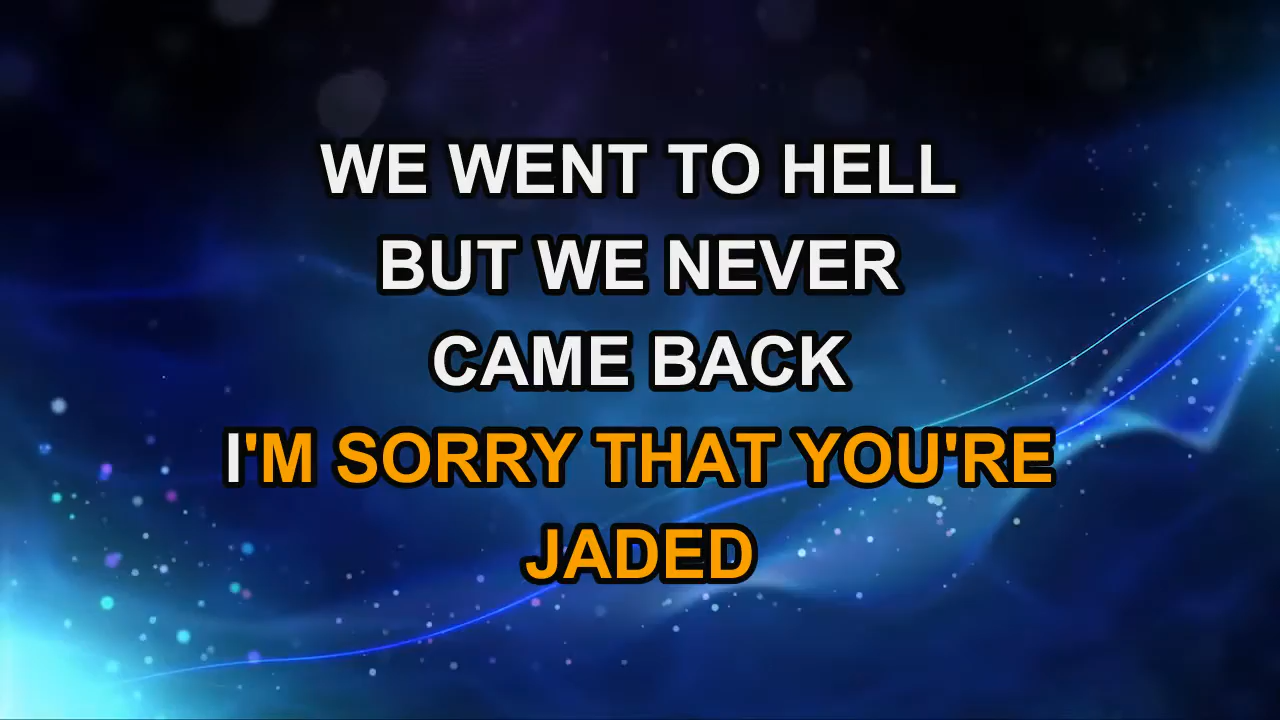 WE WENT TO HELL
BUT WE NEVER
CAME BACK
I'M SORRY THAT YOU'RE
JADED